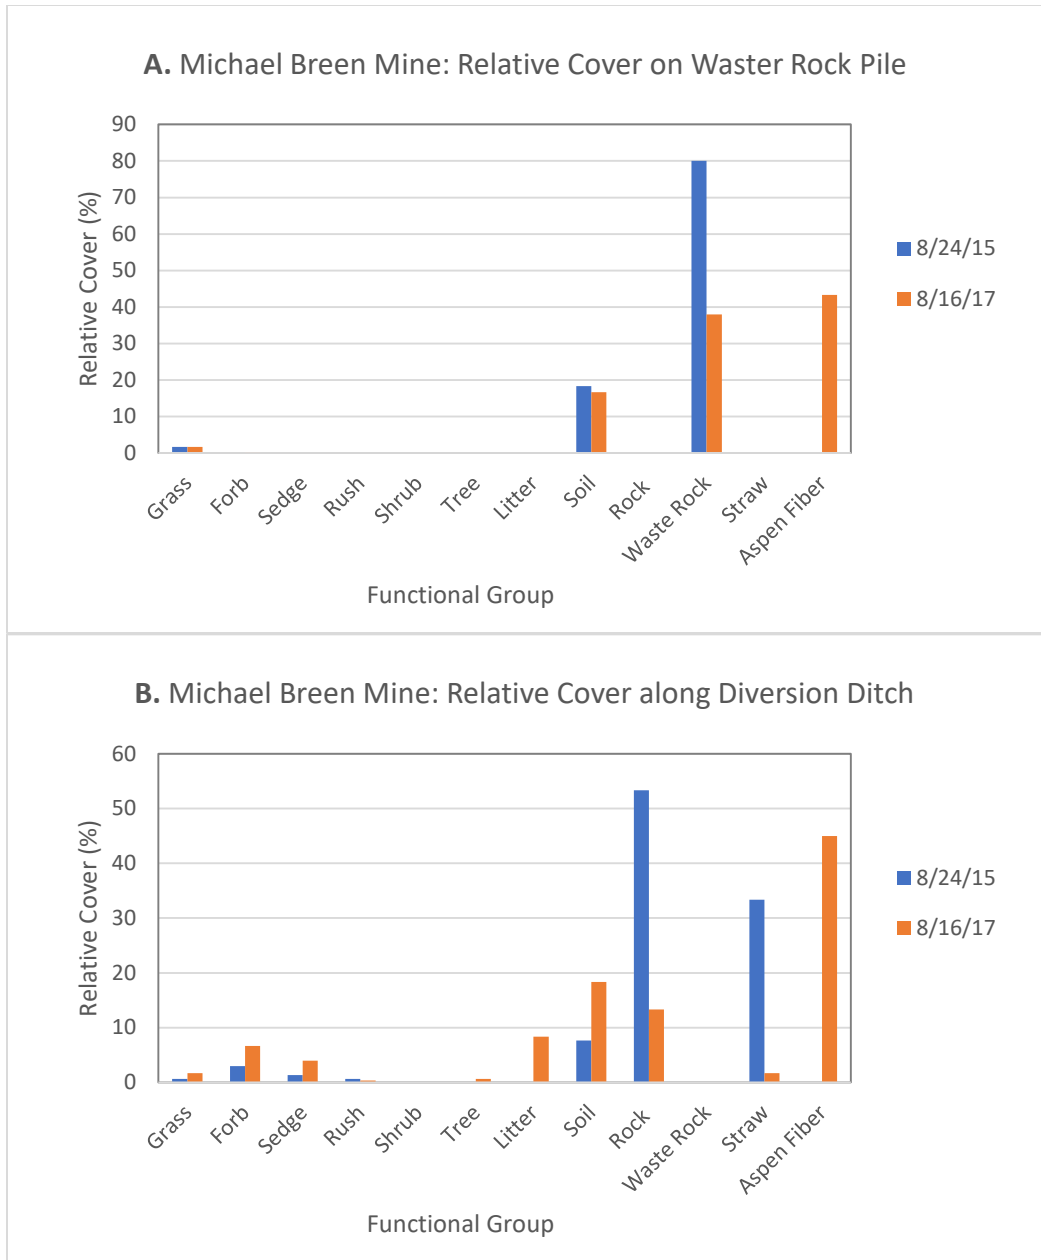 A. Michael Breen Mine: Relative Cover on Waster Rock Pile
90
80
70
60
50
40
30
20
10
0
Relative Cover (%)
Grass
Forb
Sedge
Rush
Shrub
Tree
Litter
Soil
Rock
Waste Rock
Straw
Aspen Fiber
Functional Group
8/24/15
8/16/17
B. Michael Breen Mine: Relative Cover along Diversion Ditch
60
50
40
30
20
10
0
Relative Cover (%)
Grass
Forb
Sedge
Rush
Shrub
Tree
Litter
Soil
Rock
Waste Rock
Straw
Aspen Fiber
Functional Group
8/24/15
8/16/17